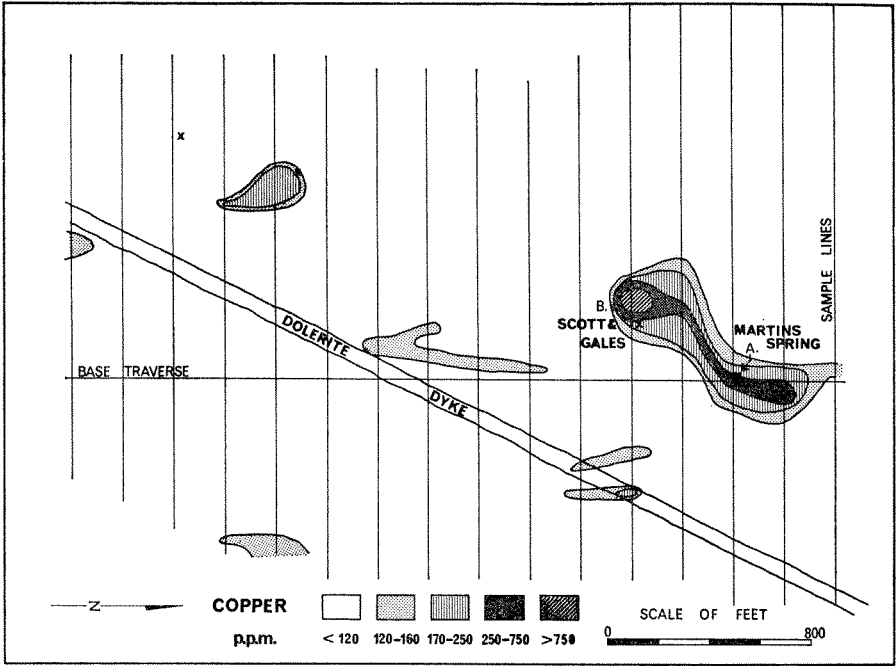 x
SAMPLE LINES
B.
SCOTT &
GALES
MARTINS
SPRING
A.
DOLERITE
DYKE
BASE TRAVERSE
N
COPPER
p.p.m.
< 120
120-160
170-250
250-750
>750
SCALE OF FEET
0
800